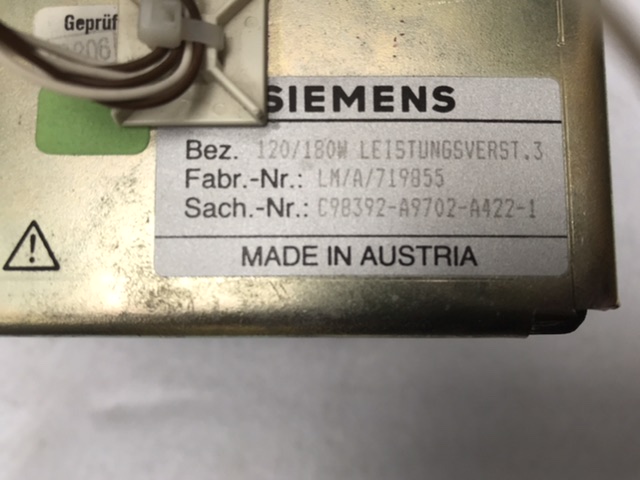 Geprüf
SIEMENS
Bez. 120/180W LEISTUNGSVERST.3
Fabr.-Nr.: LM/A/719855
Sach.-Nr.: C98392-A9702-A422-1
MADE IN AUSTRIA